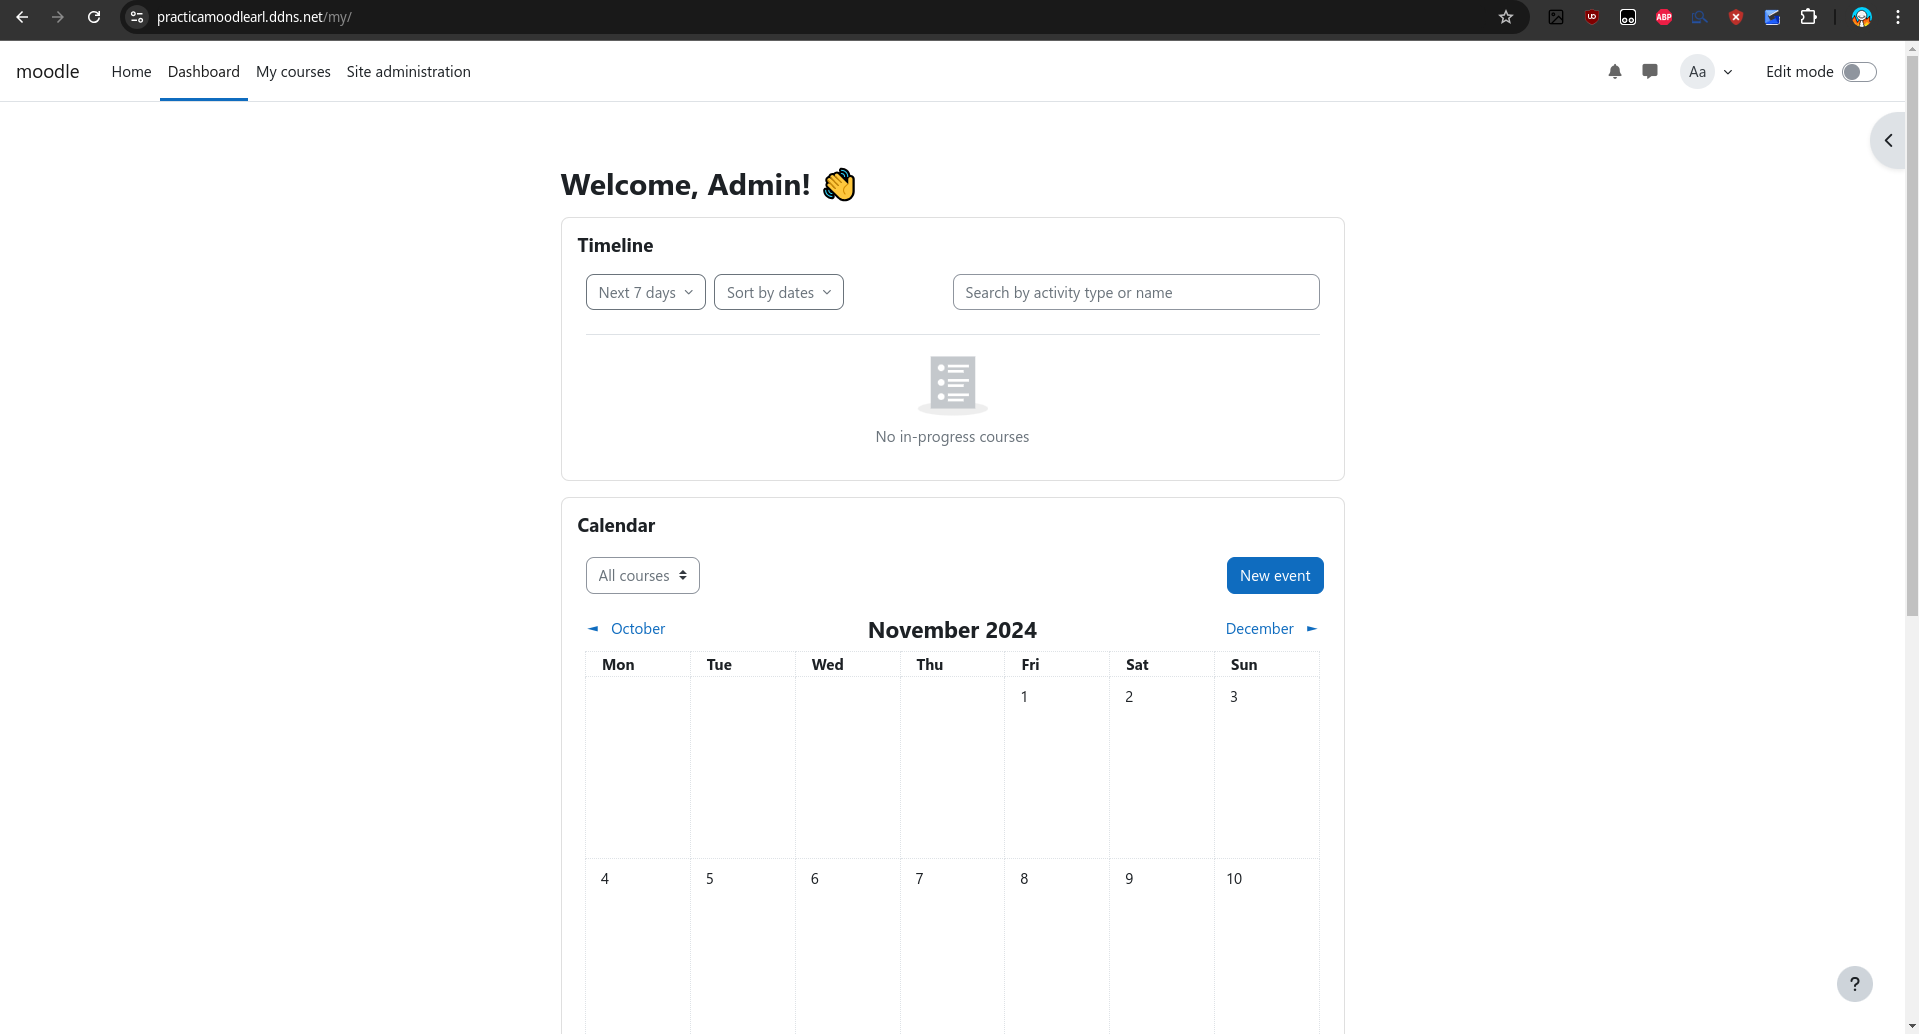 practicamoodlearl.ddns.net/my/
moodle Home Dashboard My courses Site administration Aa Edit mode
Welcome, Admin! 👋
Timeline
Next 7 days Sort by dates Search by activity type or name
No in-progress courses
Calendar
All courses New event
◄ October November 2024 December ►
Mon Tue Wed Thu Fri Sat Sun
1 2 3
4 5 6 7 8 9 10
?